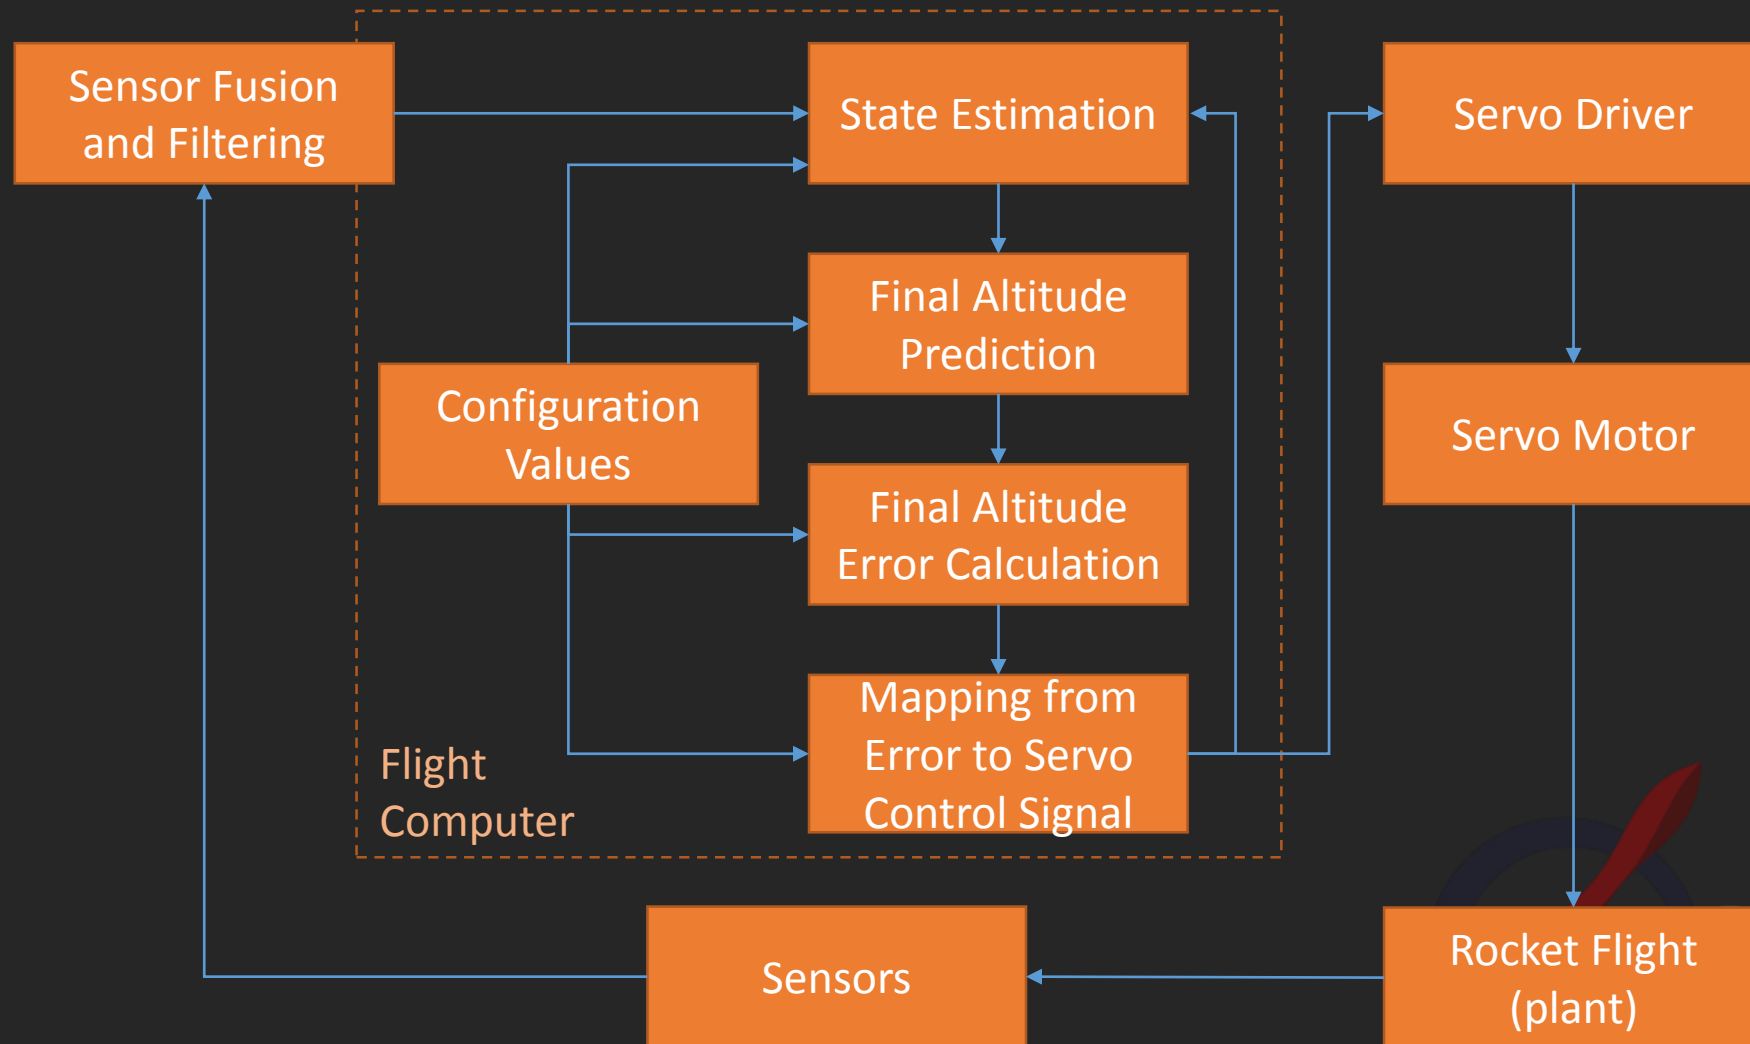 Sensor Fusion
and Filtering
State Estimation
Servo Driver
Final Altitude
Prediction
Configuration
Values
Servo Motor
Final Altitude
Error Calculation
Mapping from
Error to Servo
Control Signal
Flight
Computer
Sensors
Rocket Flight
(plant)